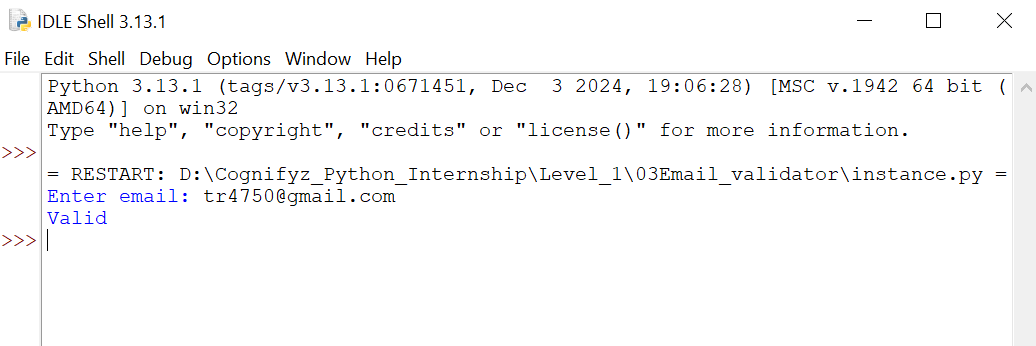 IDLE Shell 3.13.1
File Edit Shell Debug Options Window Help
Python 3.13.1 (tags/v3.13.1:0671451, Dec  3 2024, 19:06:28) [MSC v.1942 64 bit (
AMD64)] on win32
Type "help", "copyright", "credits" or "license()" for more information.
>>>
= RESTART: D:\Cognifyz_Python_Internship\Level_1\03Email_validator\instance.py =
Enter email: tr4750@gmail.com
Valid
>>>